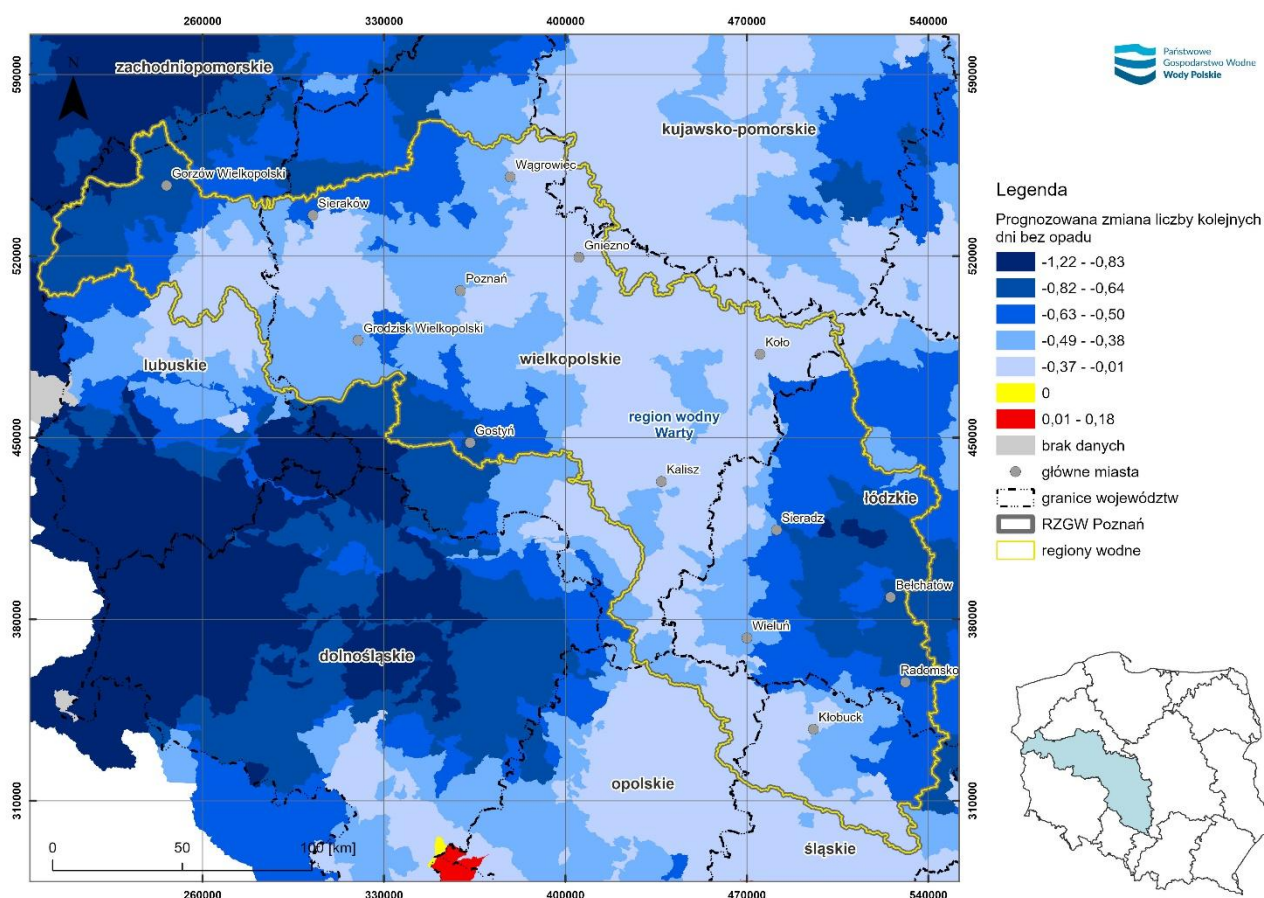 260000 330000 400000 470000 540000
Państwowe
Gospodarstwo Wodne
Wody Polskie
zachodniopomorskie
N
590000 590000
kujawsko-pomorskie
Wągrowiec
Gorzów Wielkopolski
Sieraków
Gniezno
520000 520000
Poznań
Grodzisk Wielkopolski
Koło
wielkopolskie
lubuskie
region wodny
Warty
Gostyń
450000 450000
Kalisz
łódzkie
Sieradz
Bełchatów
380000 380000
Wieluń
dolnośląskie
Radomsko
Kłobuck
opolskie
310000 310000
śląskie
0 50 100 [km]
260000 330000 400000 470000 540000
Legenda
Prognozowana zmiana liczby kolejnych
dni bez opadu
-1,22 - -0,83
-0,82 - -0,64
-0,63 - -0,50
-0,49 - -0,38
-0,37 - -0,01
0
0,01 - 0,18
brak danych
główne miasta
granice województw
RZGW Poznań
regiony wodne